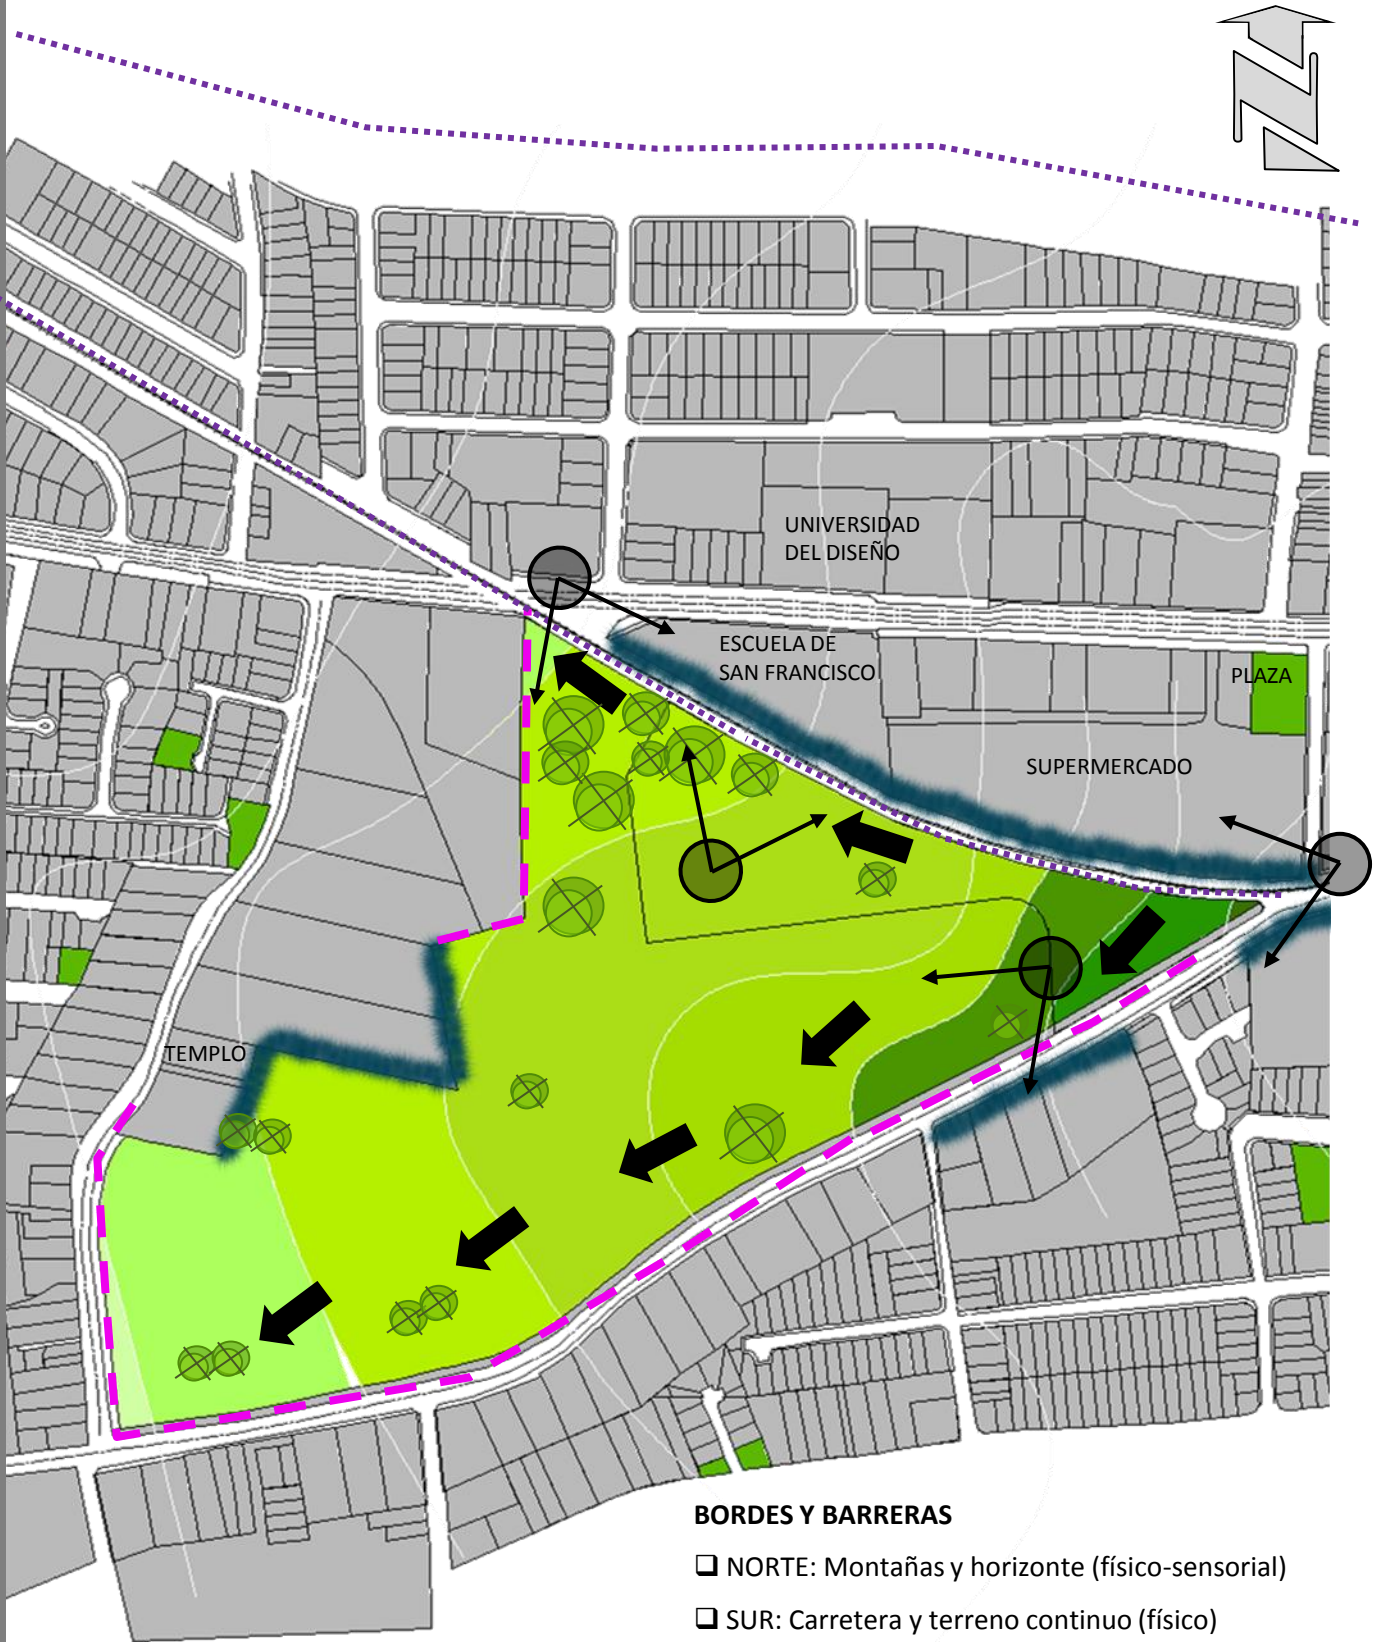 UNIVERSIDAD
DEL DISEÑO
ESCUELA DE
SAN FRANCISCO
PLAZA
SUPERMERCADO
TEMPLO
BORDES Y BARRERAS
❑ NORTE: Montañas y horizonte (físico-sensorial)
❑ SUR: Carretera y terreno continuo (físico)